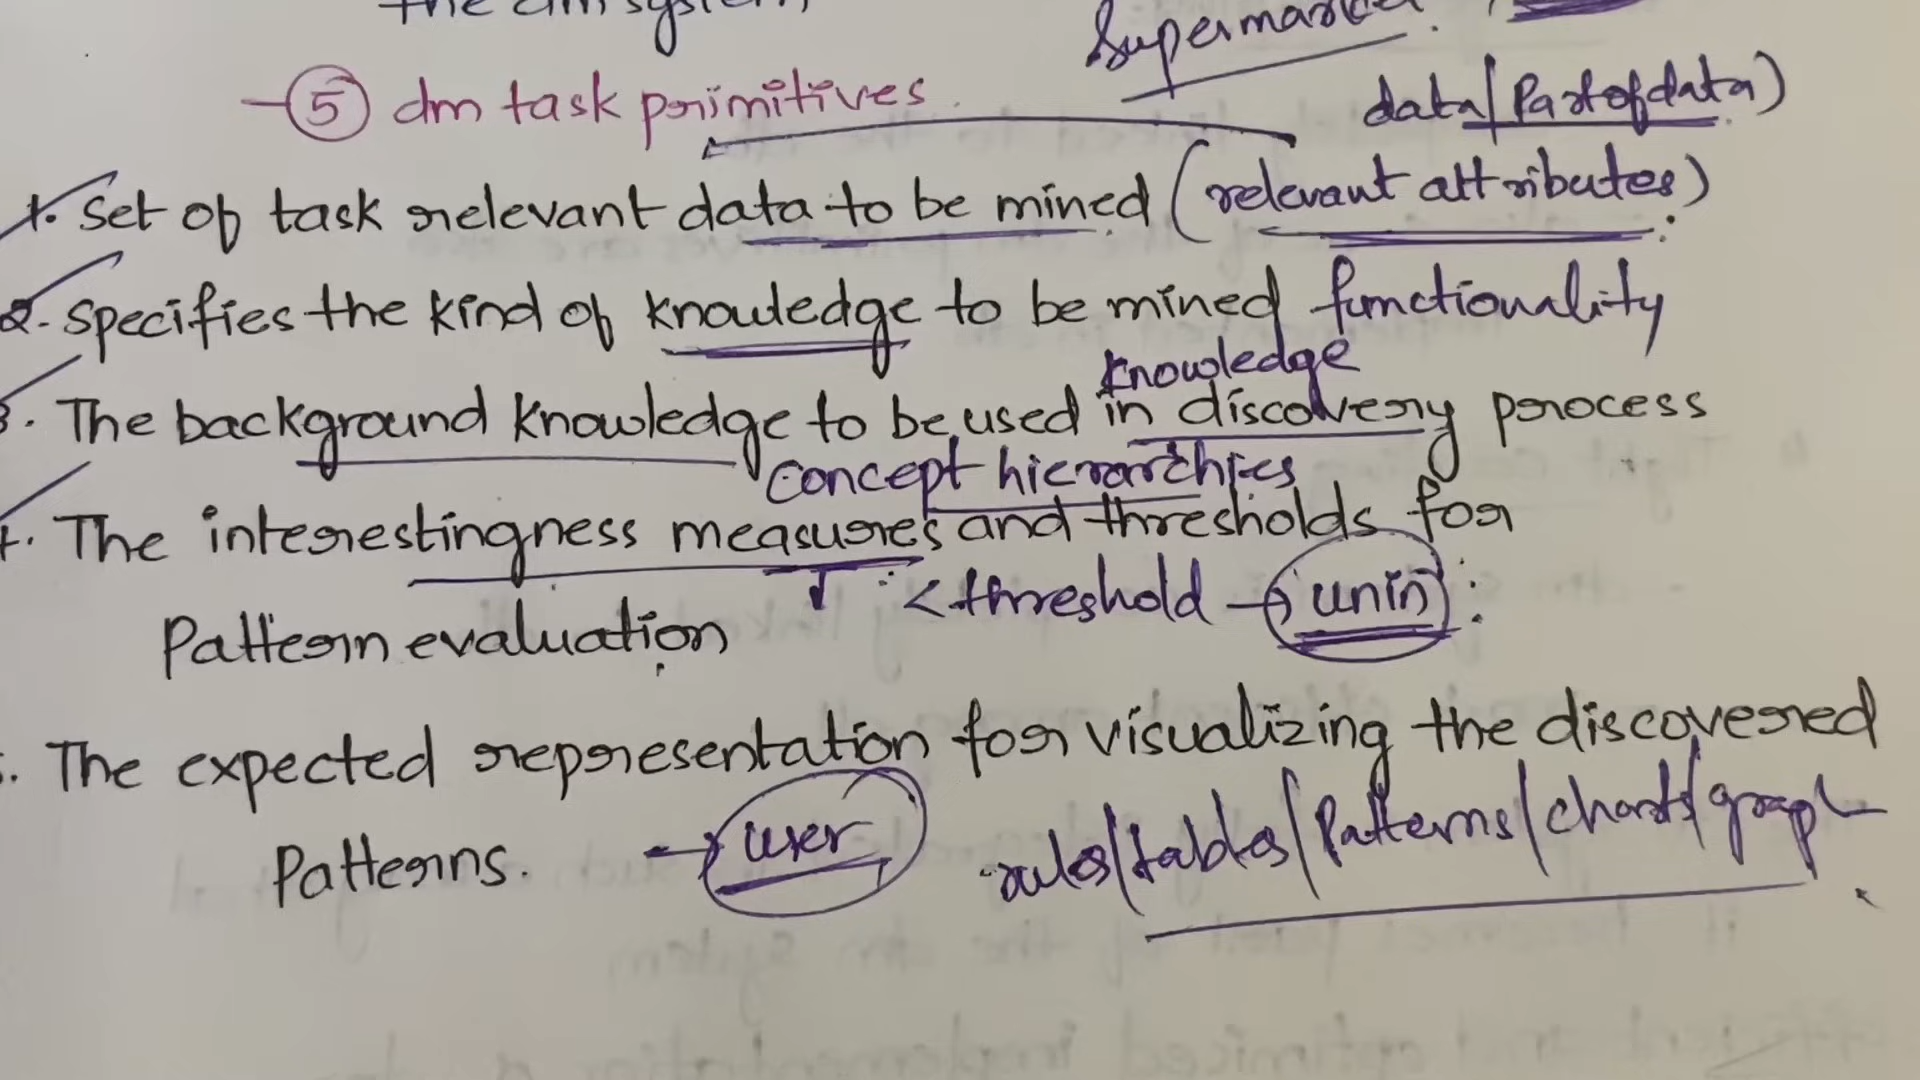 the dm system,
Supermarket.
—⑤ dm task primitives.
data/Part of data)
1. Set of task relevant data to be mined (relevant attributes)
2. Specifies the kind of knowledge to be mined functionality
knowledge
3. The background knowledge to be used in discovery process
concept hierarchies
4. The interestingness measures and thresholds for
< threshold → unin
Pattern evaluation
5. The expected representation for visualizing the discovered
Patterns. → user rules/tables/Patterns/charts/graph